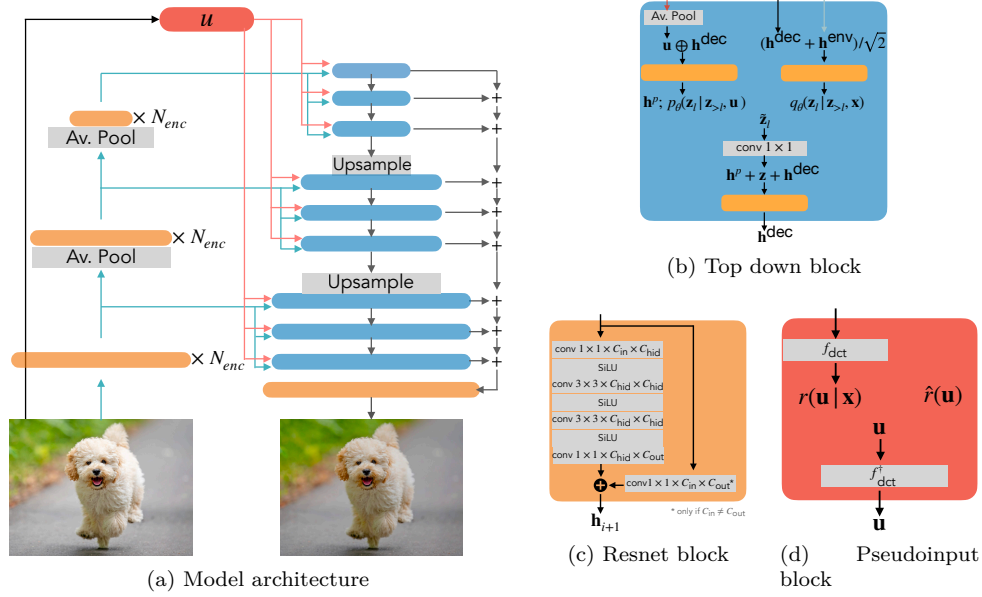 u
× N_enc
Av. Pool
× N_enc
Av. Pool
× N_enc
+
+
+
Upsample
+
+
+
Upsample
+
+
+
(a) Model architecture
Av. Pool
u ⊕ h^dec
(h^dec + h^env)/√2
h^p; p_θ(z_l | z_>l, u)
q_θ(z_l | z_>l, x)
z̃_l
conv 1 × 1
h^p + z + h^dec
h^dec
(b) Top down block
conv 1 × 1 × C_in × C_hid
SiLU
conv 3 × 3 × C_hid × C_hid
SiLU
conv 3 × 3 × C_hid × C_hid
SiLU
conv 1 × 1 × C_hid × C_out
+
conv1 × 1 × C_in × C_out*
* only if C_in ≠ C_out
h_i+1
(c) Resnet block
f_dct
r(u | x)
r̂(u)
u
f†_dct
u
(d) Pseudoinput
block